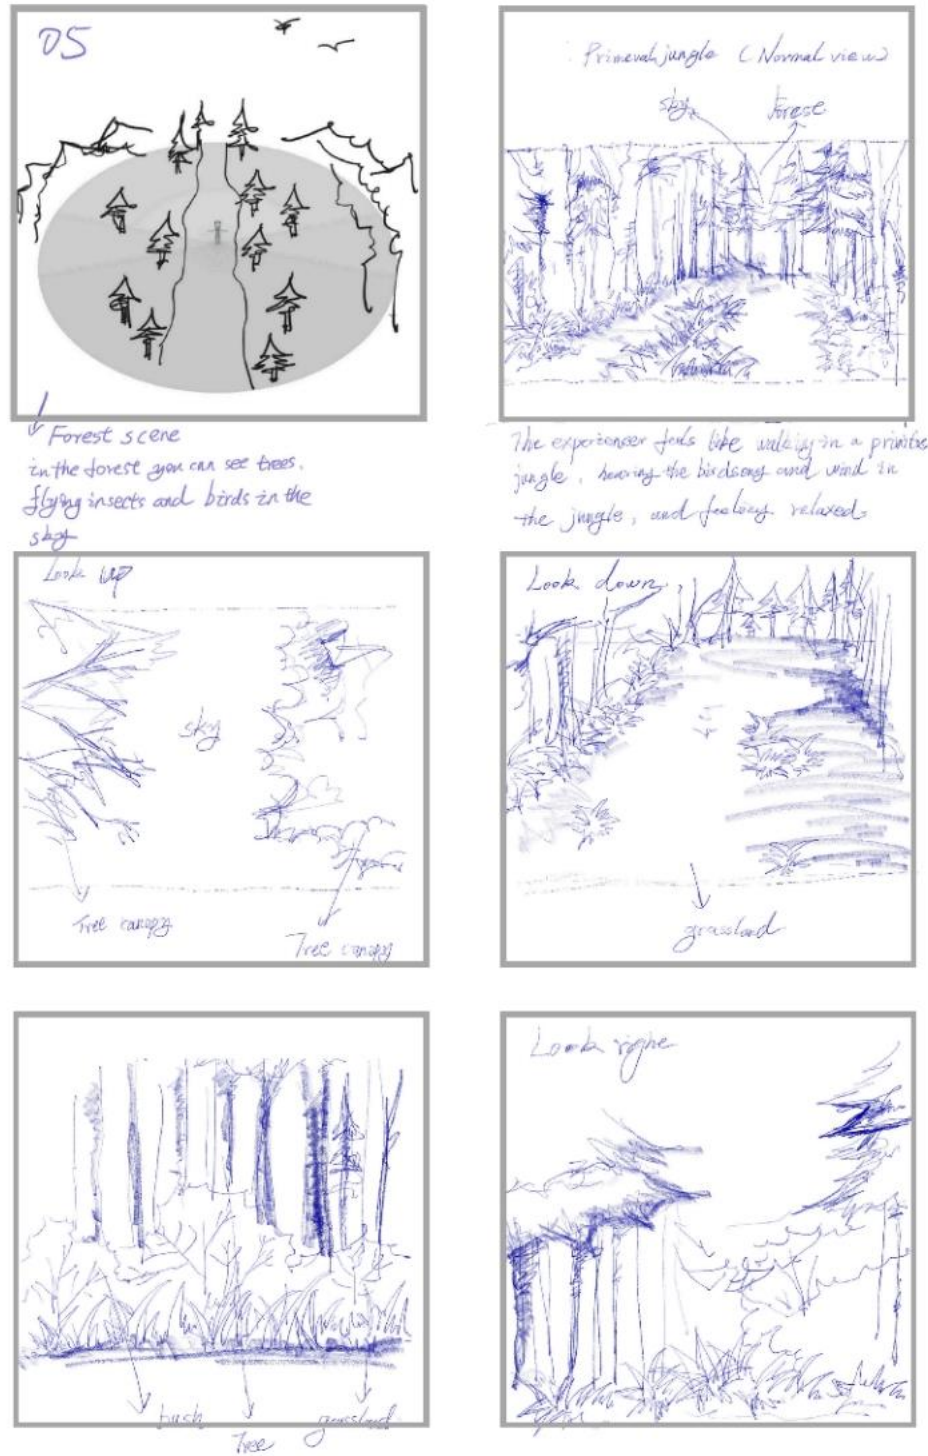 05
Forest scene
in the forest you can see trees.
flying insects and birds in the
sky
Primeval jungle (Normal view)
sky
forest
The experiencer feels like walking in a
jungle, hearing the birdsong and wind in
the jungle, and feeling relaxed
Look up
sky
Tree canopy
Tree canopy
Look down,
grassland
bush
Tree
grassland
Look